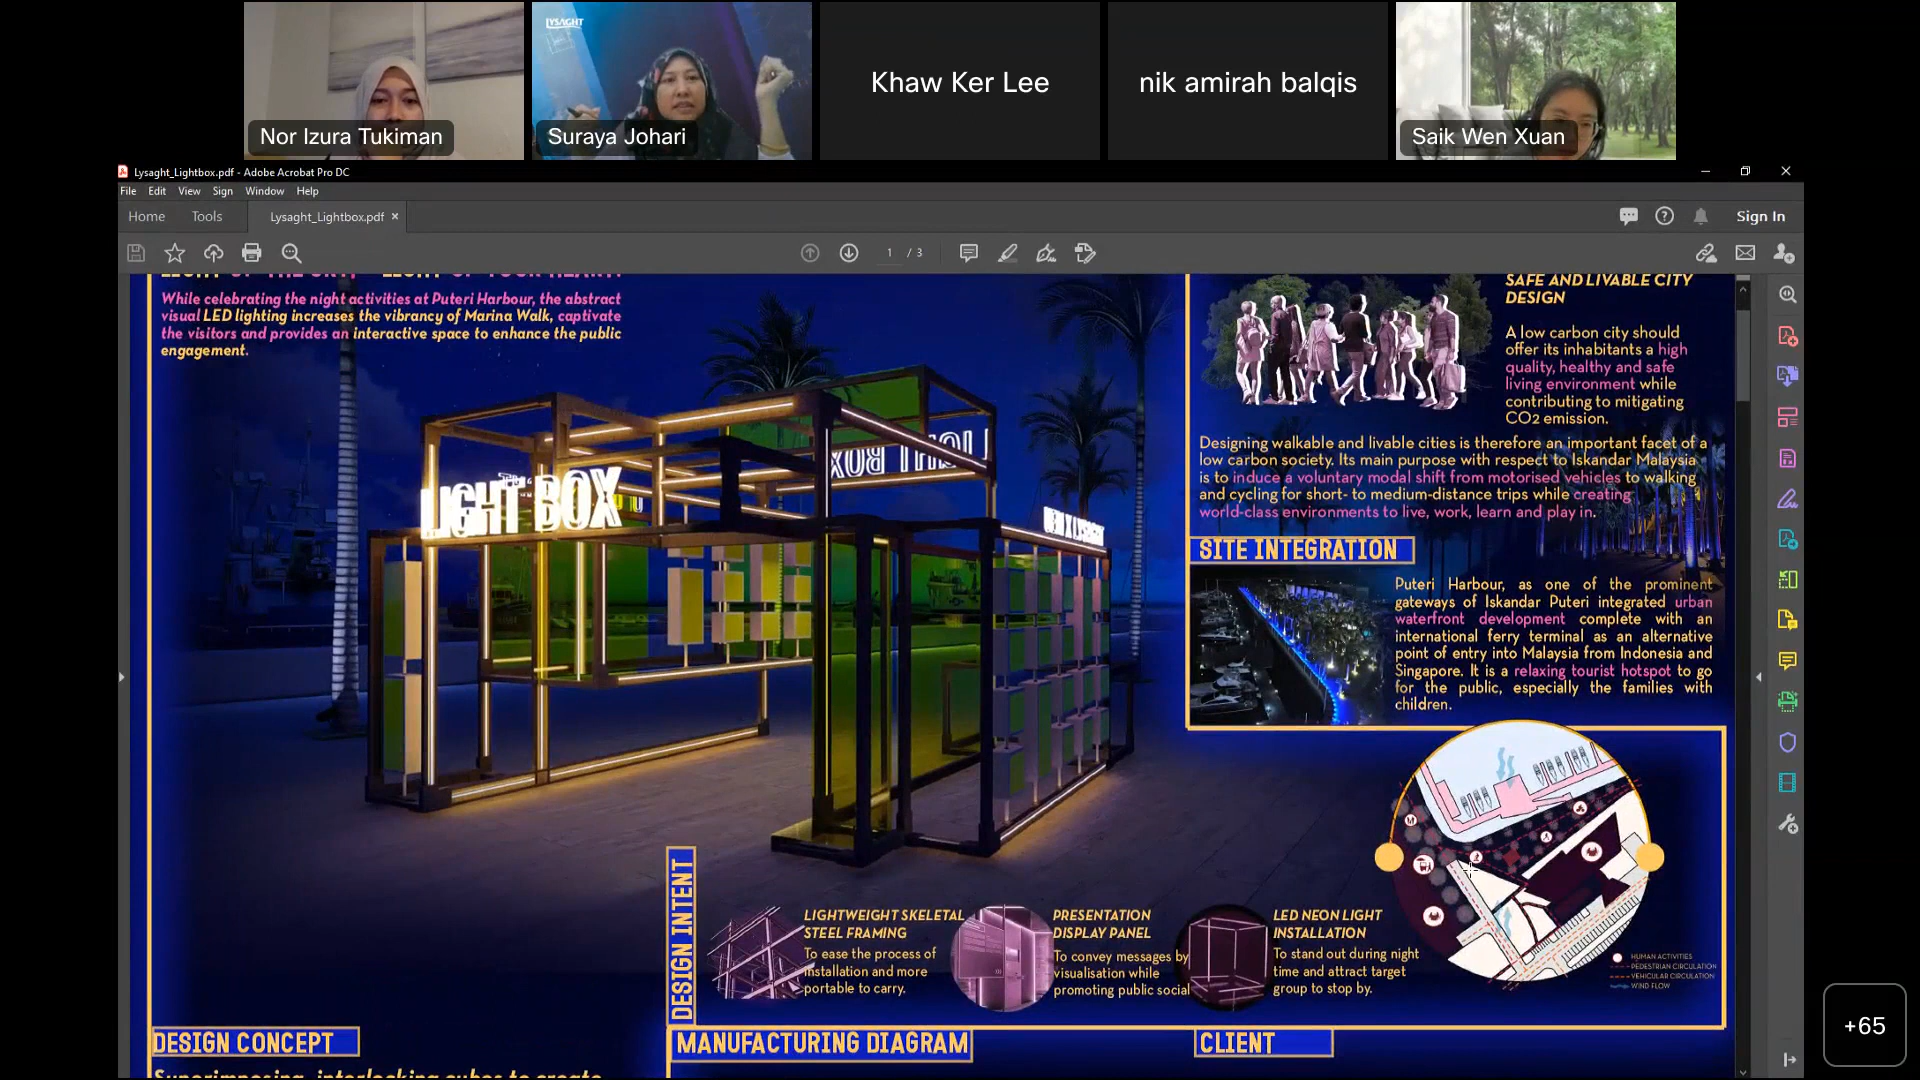 LYSAGHT
Nor Izura Tukiman
Suraya Johari
Khaw Ker Lee
nik amirah balqis
Saik Wen Xuan
Lysaght_Lightbox.pdf - Adobe Acrobat Pro DC
File Edit View Sign Window Help
Home Tools Lysaght_Lightbox.pdf ×
Sign In
1 / 3
While celebrating the night activities at Puteri Harbour, the abstract
visual LED lighting increases the vibrancy of Marina Walk, captivate
the visitors and provides an interactive space to enhance the public
engagement.
LIGHT BOX
LIGHT BOX
X LYSAGHT
SAFE AND LIVABLE CITY
DESIGN
A low carbon city should
offer its inhabitants a high
quality, healthy and safe
living environment while
contributing to mitigating
CO2 emission.
Designing walkable and livable cities is therefore an important facet of a
low carbon society. Its main purpose with respect to Iskandar Malaysia
is to induce a voluntary modal shift from motorised vehicles to walking
and cycling for short- to medium-distance trips while creating
world-class environments to live, work, learn and play in.
SITE INTEGRATION
Puteri Harbour, as one of the prominent
gateways of Iskandar Puteri integrated urban
waterfront development complete with an
international ferry terminal as an alternative
point of entry into Malaysia from Indonesia and
Singapore. It is a relaxing tourist hotspot to go
for the public, especially the families with
children.
HUMAN ACTIVITIES
PEDESTRIAN CIRCULATION
VEHICULAR CIRCULATION
WIND FLOW
DESIGN INTENT
LIGHTWEIGHT SKELETAL
STEEL FRAMING
To ease the process of
installation and more
portable to carry.
PRESENTATION
DISPLAY PANEL
To convey messages by
visualisation while
promoting public social
LED NEON LIGHT
INSTALLATION
To stand out during night
time and attract target
group to stop by.
DESIGN CONCEPT
MANUFACTURING DIAGRAM
CLIENT
Superimposing, interlocking cubes to create
+65